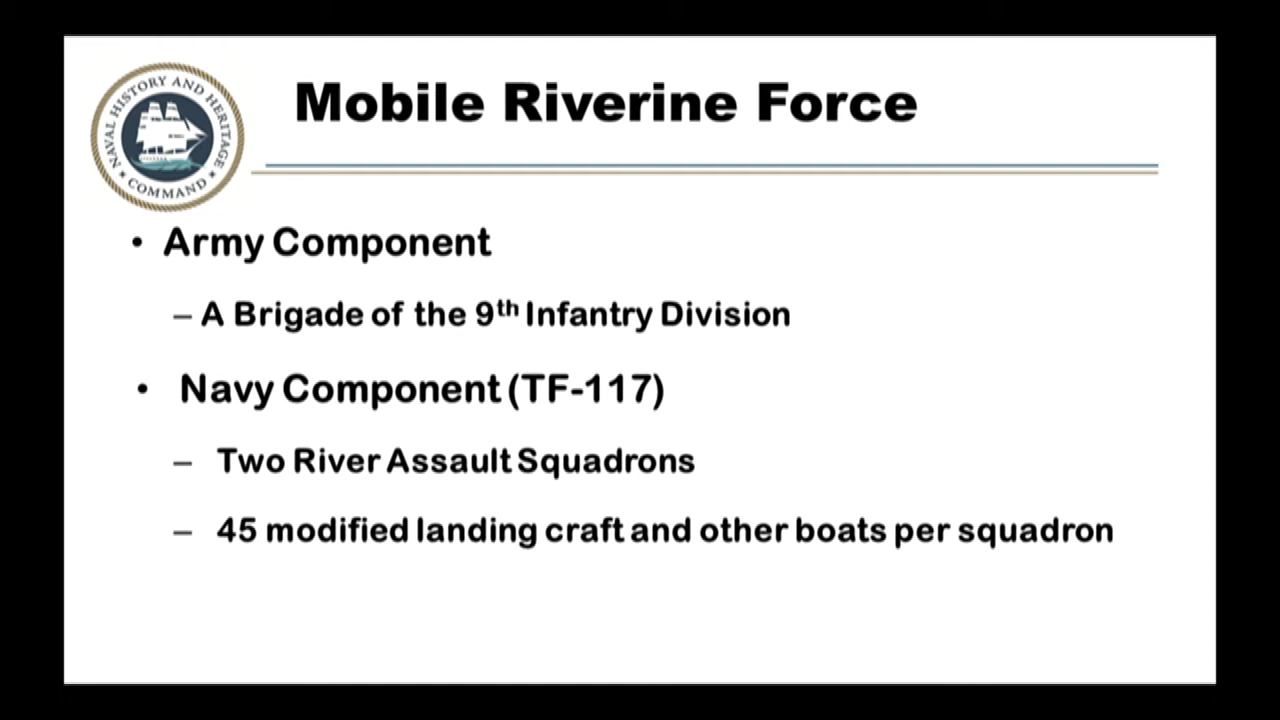 NAVAL HISTORY AND HERITAGE
COMMAND
Mobile Riverine Force
• Army Component
– A Brigade of the 9th Infantry Division
• Navy Component (TF-117)
– Two River Assault Squadrons
– 45 modified landing craft and other boats per squadron